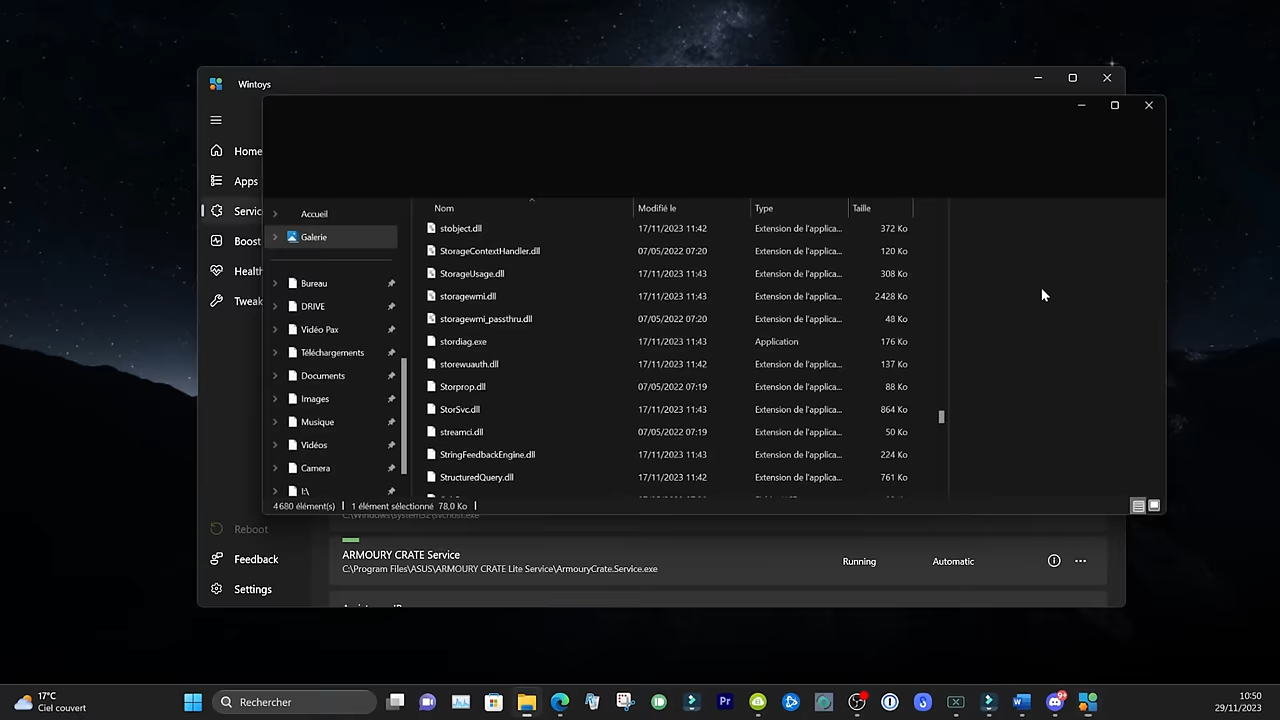 Wintoys
Home
Apps
Servic
Boost
Health
Tweak
Reboot
Feedback
Settings
Accueil
Galerie
Bureau
DRIVE
Vidéo Pax
Téléchargements
Documents
Images
Musique
Vidéos
Camera
I:\
Nom Modifié le Type Taille
stobject.dll 17/11/2023 11:42 Extension de l'applica... 372 Ko
StorageContextHandler.dll 07/05/2022 07:20 Extension de l'applica... 120 Ko
StorageUsage.dll 17/11/2023 11:43 Extension de l'applica... 308 Ko
storagewmi.dll 17/11/2023 11:43 Extension de l'applica... 2 428 Ko
storagewmi_passthru.dll 07/05/2022 07:20 Extension de l'applica... 48 Ko
stordiag.exe 17/11/2023 11:43 Application 176 Ko
storewuauth.dll 17/11/2023 11:42 Extension de l'applica... 137 Ko
Storprop.dll 07/05/2022 07:19 Extension de l'applica... 88 Ko
StorSvc.dll 17/11/2023 11:43 Extension de l'applica... 864 Ko
streamci.dll 07/05/2022 07:19 Extension de l'applica... 50 Ko
StringFeedbackEngine.dll 17/11/2023 11:43 Extension de l'applica... 224 Ko
StructuredQuery.dll 17/11/2023 11:42 Extension de l'applica... 761 Ko
4 680 élément(s) 1 élément sélectionné 78,0 Ko
C:\Windows\system32\svchost.exe
ARMOURY CRATE Service Running Automatic
C:\Program Files\ASUS\ARMOURY CRATE Lite Service\ArmouryCrate.Service.exe
17°C
Ciel couvert
Rechercher
Pr
9+
10:50
29/11/2023